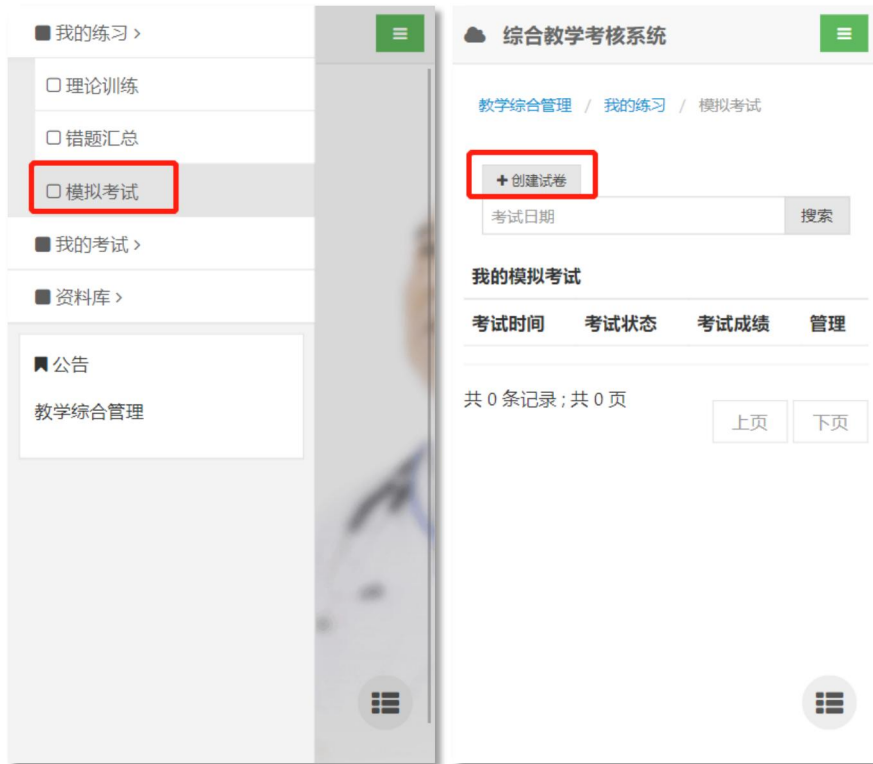 我的练习
理论训练
错题汇总
模拟考试
我的考试
资料库
公告
教学综合管理
综合教学考核系统
教学综合管理 / 我的练习 / 模拟考试
+ 创建试卷
考试日期 搜索
我的模拟考试
考试时间 考试状态 考试成绩 管理
共 0 条记录 ; 共 0 页
上页 下页